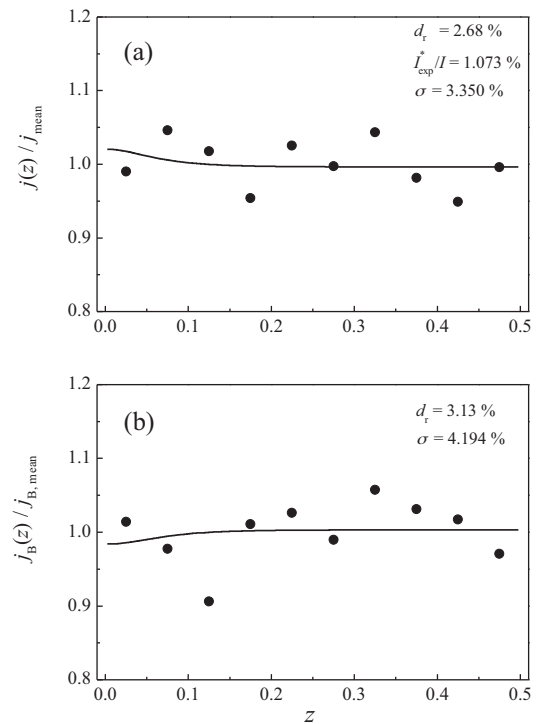 1.2
(a)
d_r = 2.68 %
I*_exp/I = 1.073 %
σ = 3.350 %
1.1
j(z) / j_mean
1.0
0.9
0.8
0.0 0.1 0.2 0.3 0.4 0.5
1.2
(b)
d_r = 3.13 %
σ = 4.194 %
1.1
j_B(z) / j_B, mean
1.0
0.9
0.8
0.0 0.1 0.2 0.3 0.4 0.5
z